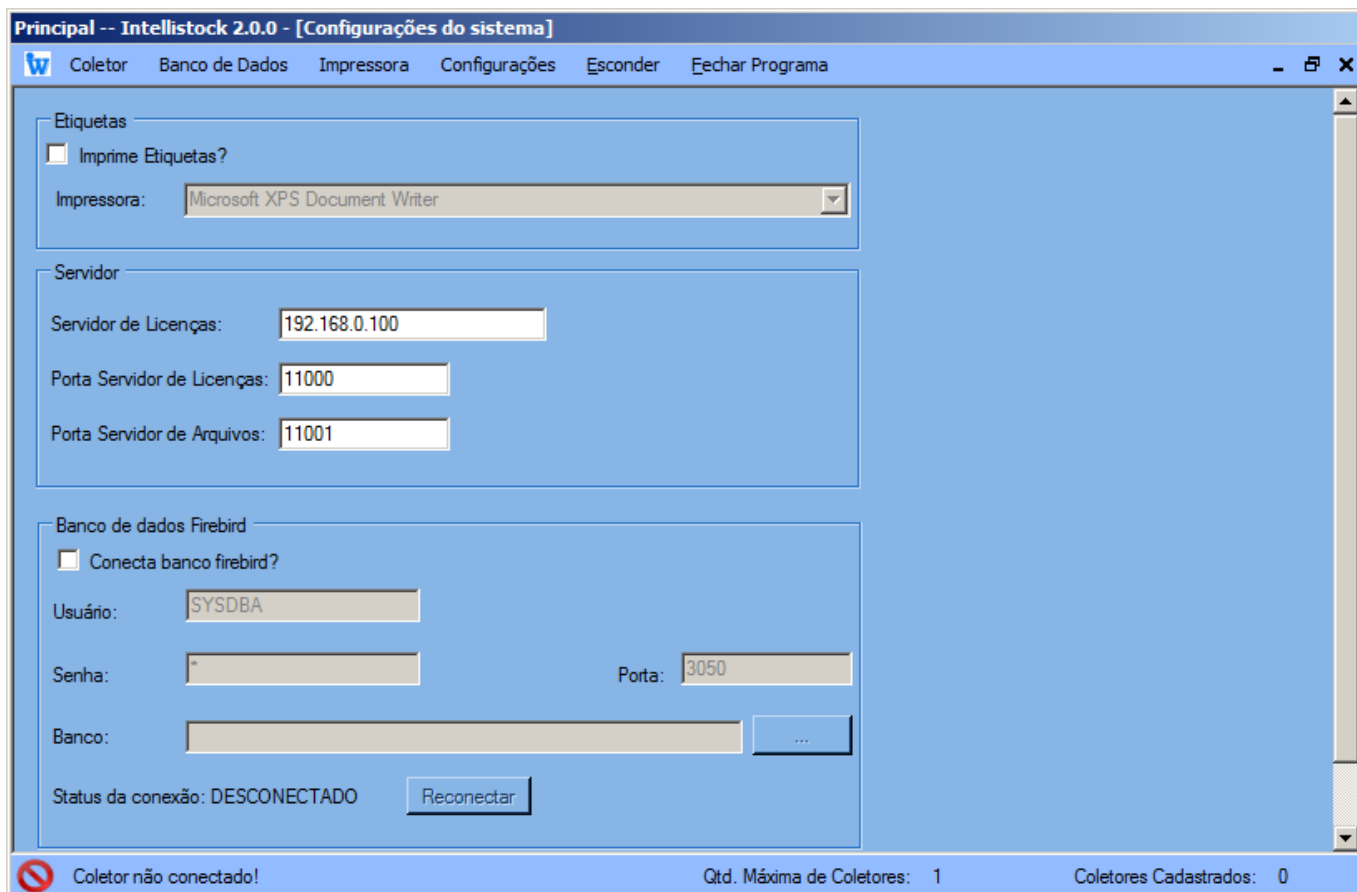 Principal -- Intellistock 2.0.0 - [Configurações do sistema]
Coletor Banco de Dados Impressora Configurações Esconder Fechar Programa
Etiquetas
Imprime Etiquetas?
Impressora: Microsoft XPS Document Writer
Servidor
Servidor de Licenças: 192.168.0.100
Porta Servidor de Licenças: 11000
Porta Servidor de Arquivos: 11001
Banco de dados Firebird
Conecta banco firebird?
Usuário: SYSDBA
Senha: * Porta: 3050
Banco: ...
Status da conexão: DESCONECTADO Reconectar
Coletor não conectado! Qtd. Máxima de Coletores: 1 Coletores Cadastrados: 0